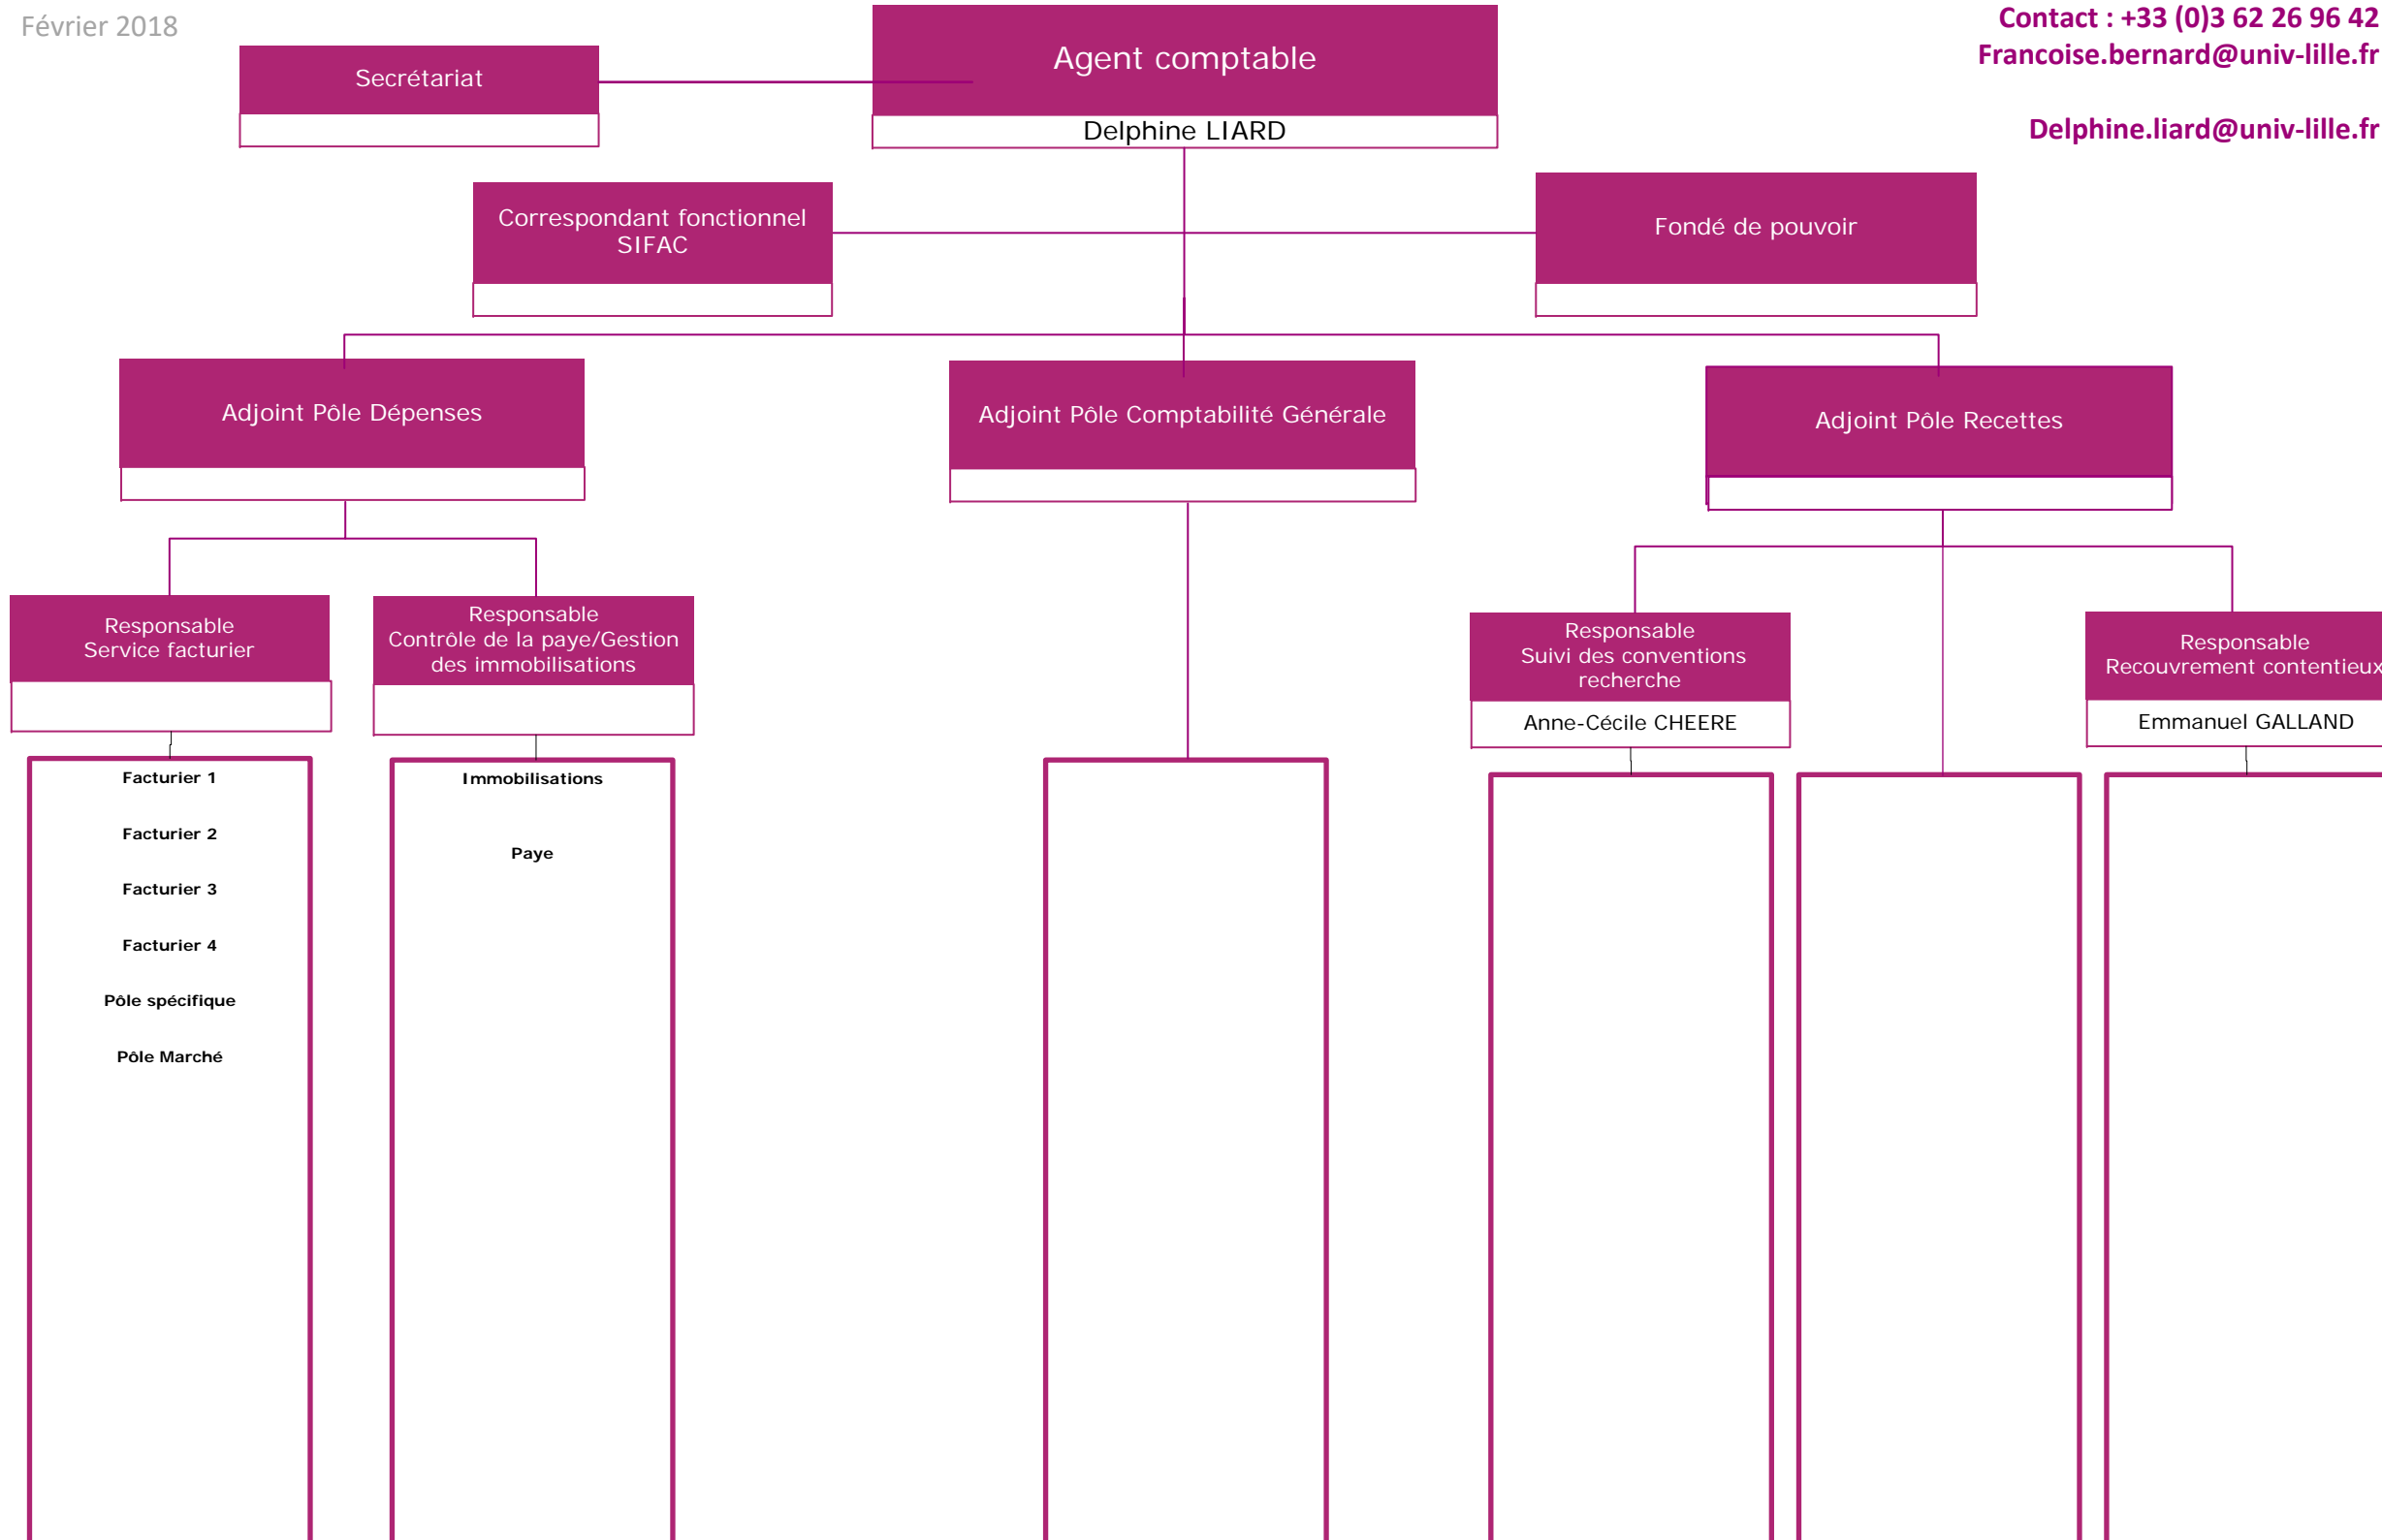 Février 2018
Contact : +33 (0)3 62 26 96 42
Francoise.bernard@univ-lille.fr
Delphine.liard@univ-lille.fr
Agent comptable
Delphine LIARD
Secrétariat
Correspondant fonctionnel
SIFAC
Fondé de pouvoir
Adjoint Pôle Dépenses
Adjoint Pôle Comptabilité Générale
Adjoint Pôle Recettes
Responsable
Service facturier
Responsable
Contrôle de la paye/Gestion
des immobilisations
Responsable
Suivi des conventions
recherche
Anne-Cécile CHEERE
Responsable
Recouvrement contentieux
Emmanuel GALLAND
Facturier 1
Facturier 2
Facturier 3
Facturier 4
Pôle spécifique
Pôle Marché
Immobilisations
Paye